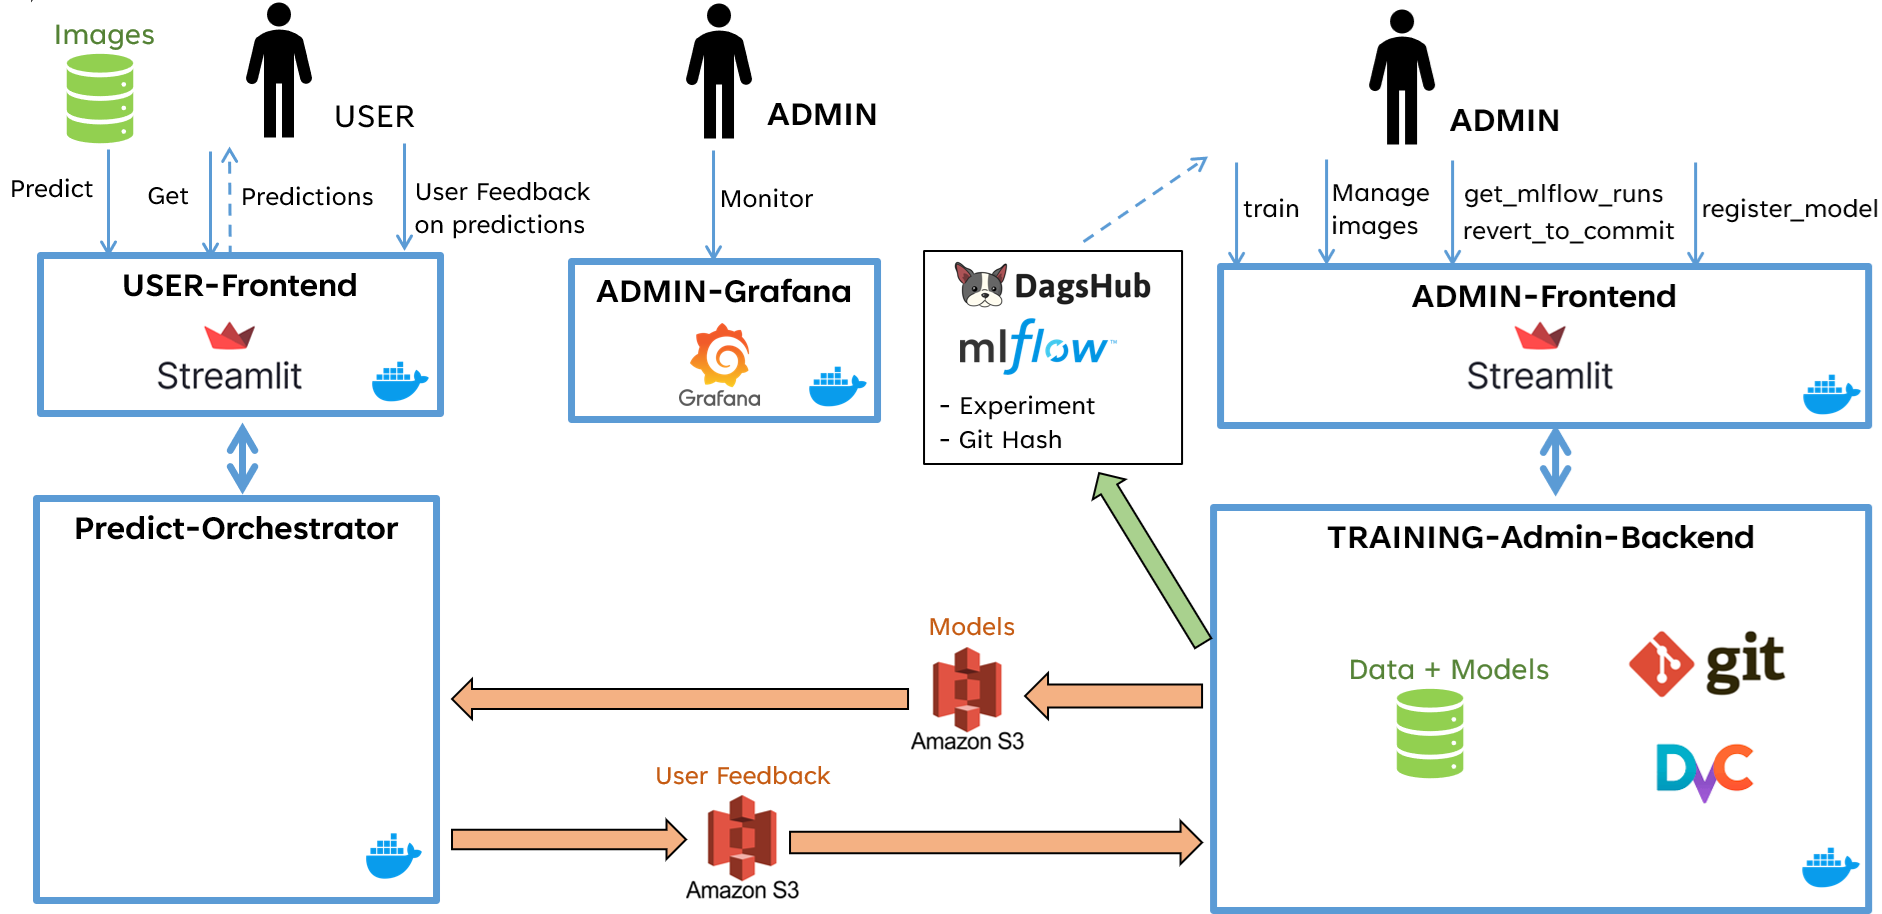 Images
USER
ADMIN
ADMIN
Predict
Get
Predictions
User Feedback
on predictions
Monitor
train
Manage
images
get_mlflow_runs
revert_to_commit
register_model
USER-Frontend
Streamlit
ADMIN-Grafana
Grafana
DagsHub
mlflow™
- Experiment
- Git Hash
ADMIN-Frontend
Streamlit
Predict-Orchestrator
TRAINING-Admin-Backend
Models
Amazon S3
User Feedback
Amazon S3
Data + Models
git
DVC